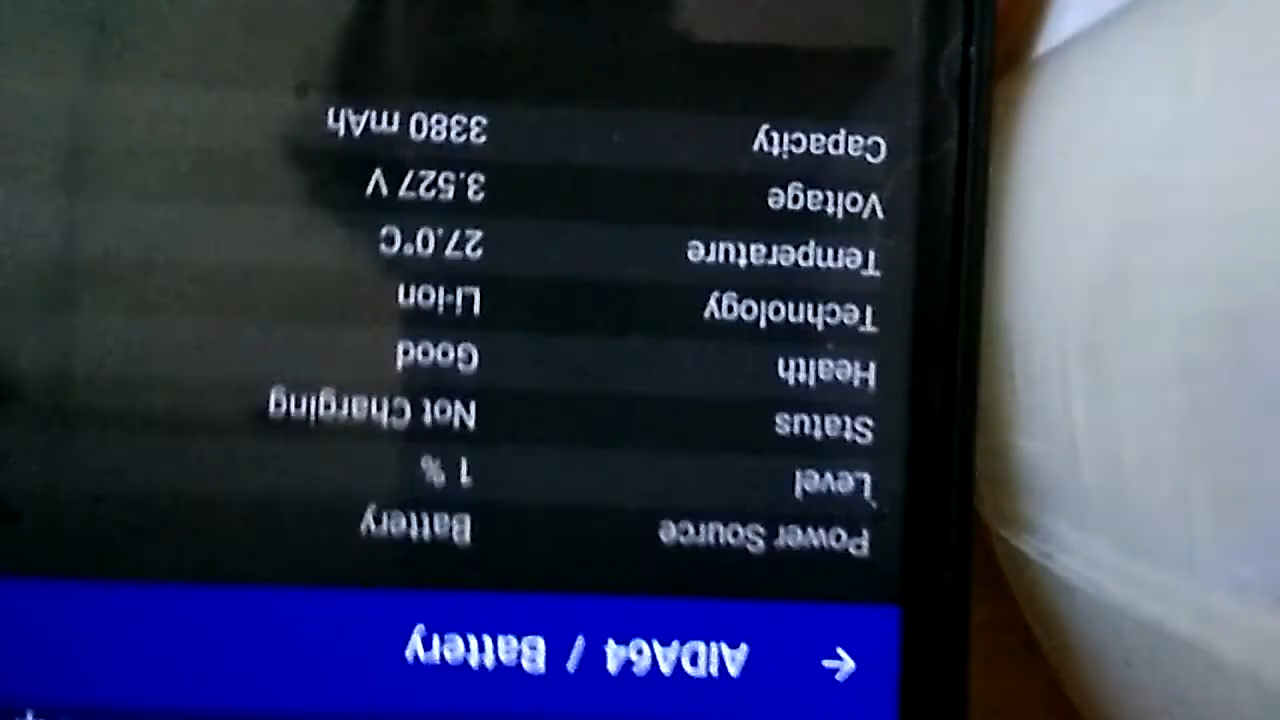 ← AIDA64 / Battery
Power Source Battery
Level 1 %
Status Not Charging
Health Good
Technology Li-ion
Temperature 27.0°C
Voltage 3.527 V
Capacity 3380 mAh